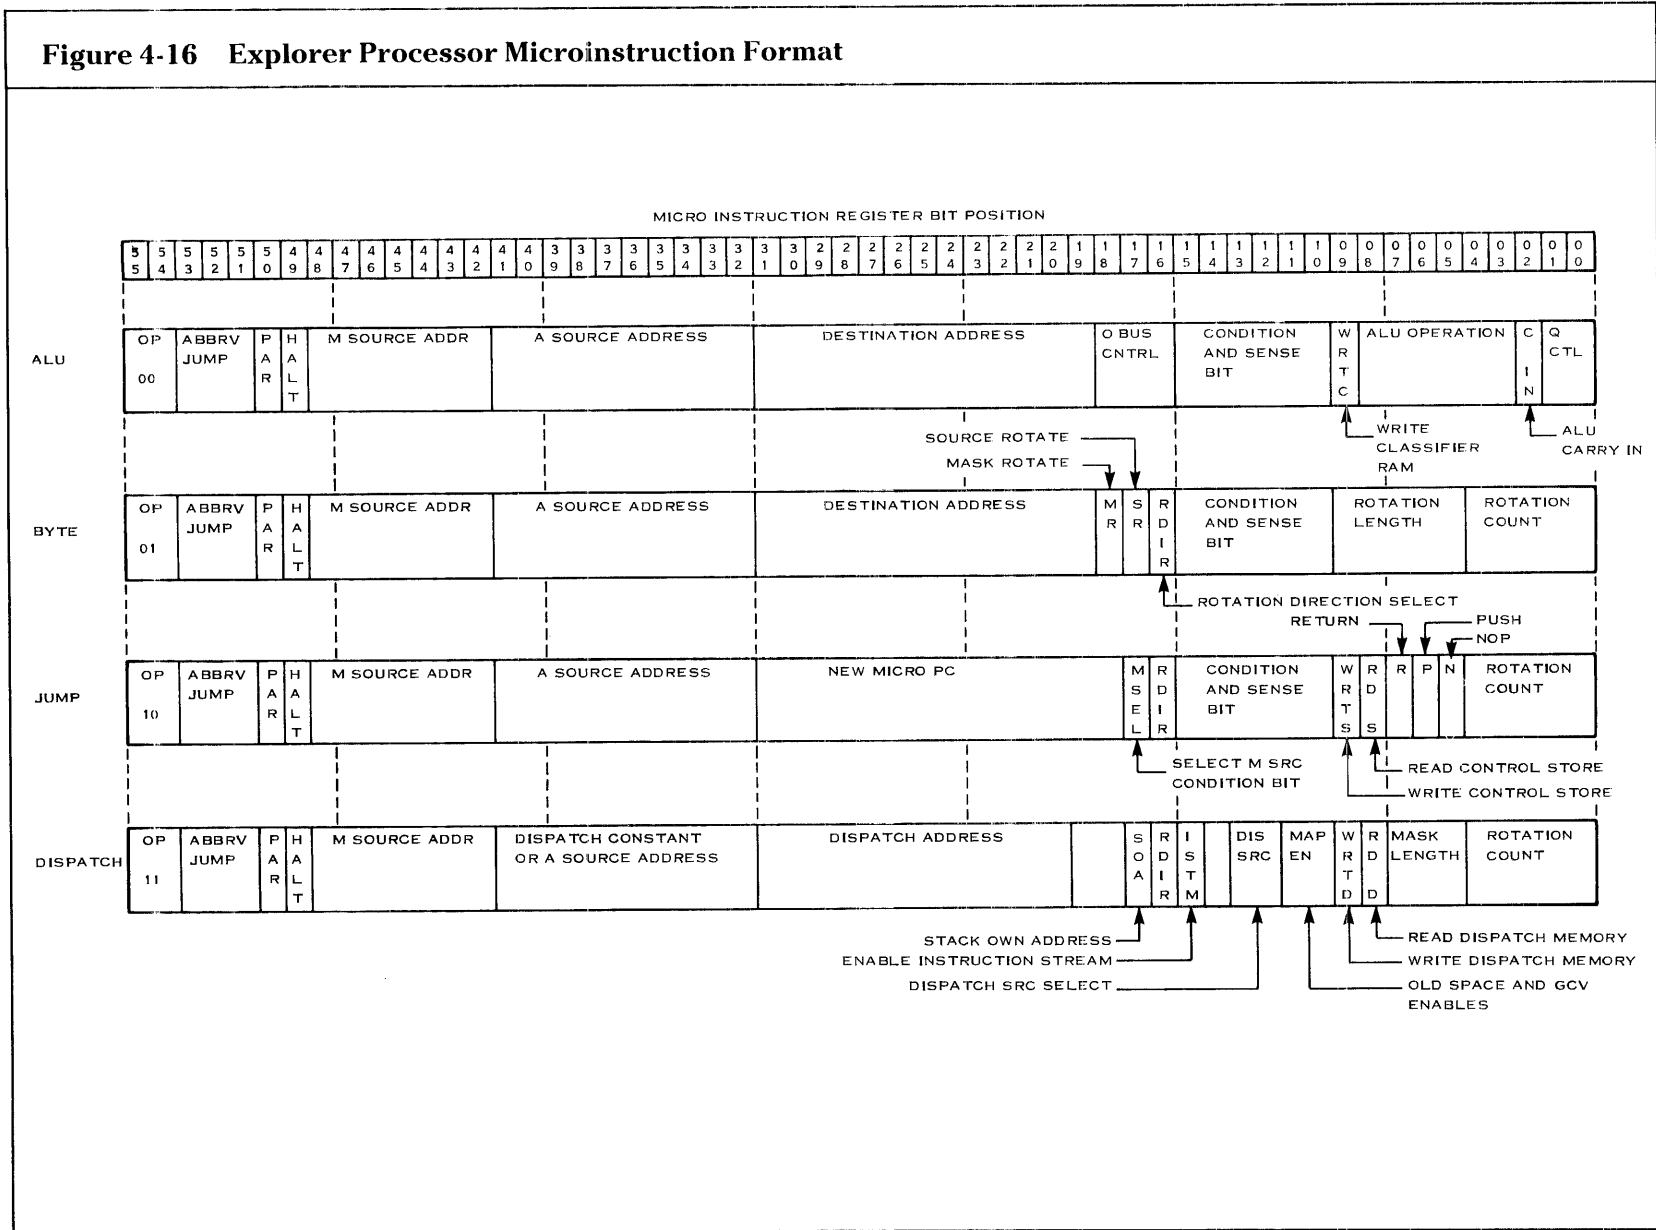 Figure 4-16 Explorer Processor Microinstruction Format
MICRO INSTRUCTION REGISTER BIT POSITION
5 5 5 5 5 5 4 4 4 4 4 4 4 4 4 4 3 3 3 3 3 3 3 3 3 3 2 2 2 2 2 2 2 2 2 2 1 1 1 1 1 1 1 1 1 1 0 0 0 0 0 0 0 0 0 0
5 4 3 2 1 0 9 8 7 6 5 4 3 2 1 0 9 8 7 6 5 4 3 2 1 0 9 8 7 6 5 4 3 2 1 0 9 8 7 6 5 4 3 2 1 0 9 8 7 6 5 4 3 2 1 0
ALU
OP
00
ABBRV
JUMP
PAR
HALT
M SOURCE ADDR
A SOURCE ADDRESS
DESTINATION ADDRESS
O BUS
CNTRL
CONDITION
AND SENSE
BIT
WRTC
ALU OPERATION
C IN
Q
CTL
WRITE
CLASSIFIER
RAM
ALU
CARRY IN
SOURCE ROTATE
MASK ROTATE
BYTE
OP
01
ABBRV
JUMP
PAR
HALT
M SOURCE ADDR
A SOURCE ADDRESS
DESTINATION ADDRESS
MR
SR
RDIR
CONDITION
AND SENSE
BIT
ROTATION
LENGTH
ROTATION
COUNT
ROTATION DIRECTION SELECT
RETURN
PUSH
NOP
JUMP
OP
10
ABBRV
JUMP
PAR
HALT
M SOURCE ADDR
A SOURCE ADDRESS
NEW MICRO PC
MSEL
RDIR
CONDITION
AND SENSE
BIT
WRTS
RD S
R
P
N
ROTATION
COUNT
SELECT M SRC
CONDITION BIT
READ CONTROL STORE
WRITE CONTROL STORE
DISPATCH
OP
11
ABBRV
JUMP
PAR
HALT
M SOURCE ADDR
DISPATCH CONSTANT
OR A SOURCE ADDRESS
DISPATCH ADDRESS
SOA
RDIR
ISTM
DIS
SRC
MAP
EN
WRTD
RD D
MASK
LENGTH
ROTATION
COUNT
STACK OWN ADDRESS
ENABLE INSTRUCTION STREAM
DISPATCH SRC SELECT
READ DISPATCH MEMORY
WRITE DISPATCH MEMORY
OLD SPACE AND GCV
ENABLES